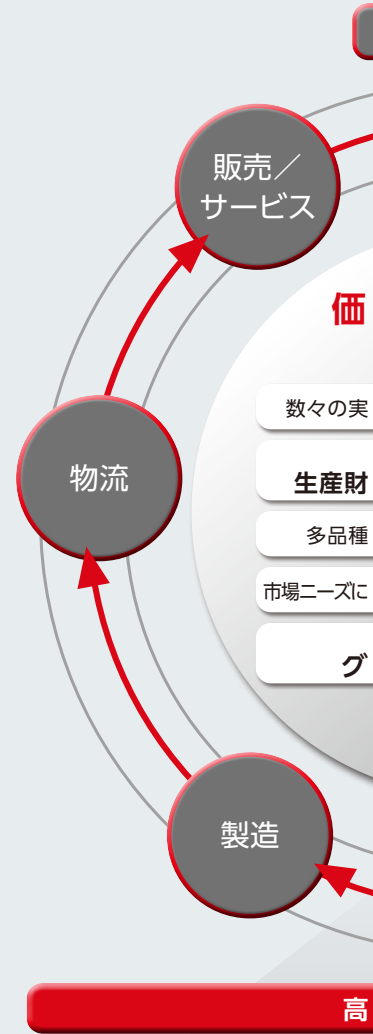 販売／
サービス
価
数々の実
物流
生産財
多品種
市場ニーズに
グ
製造
高